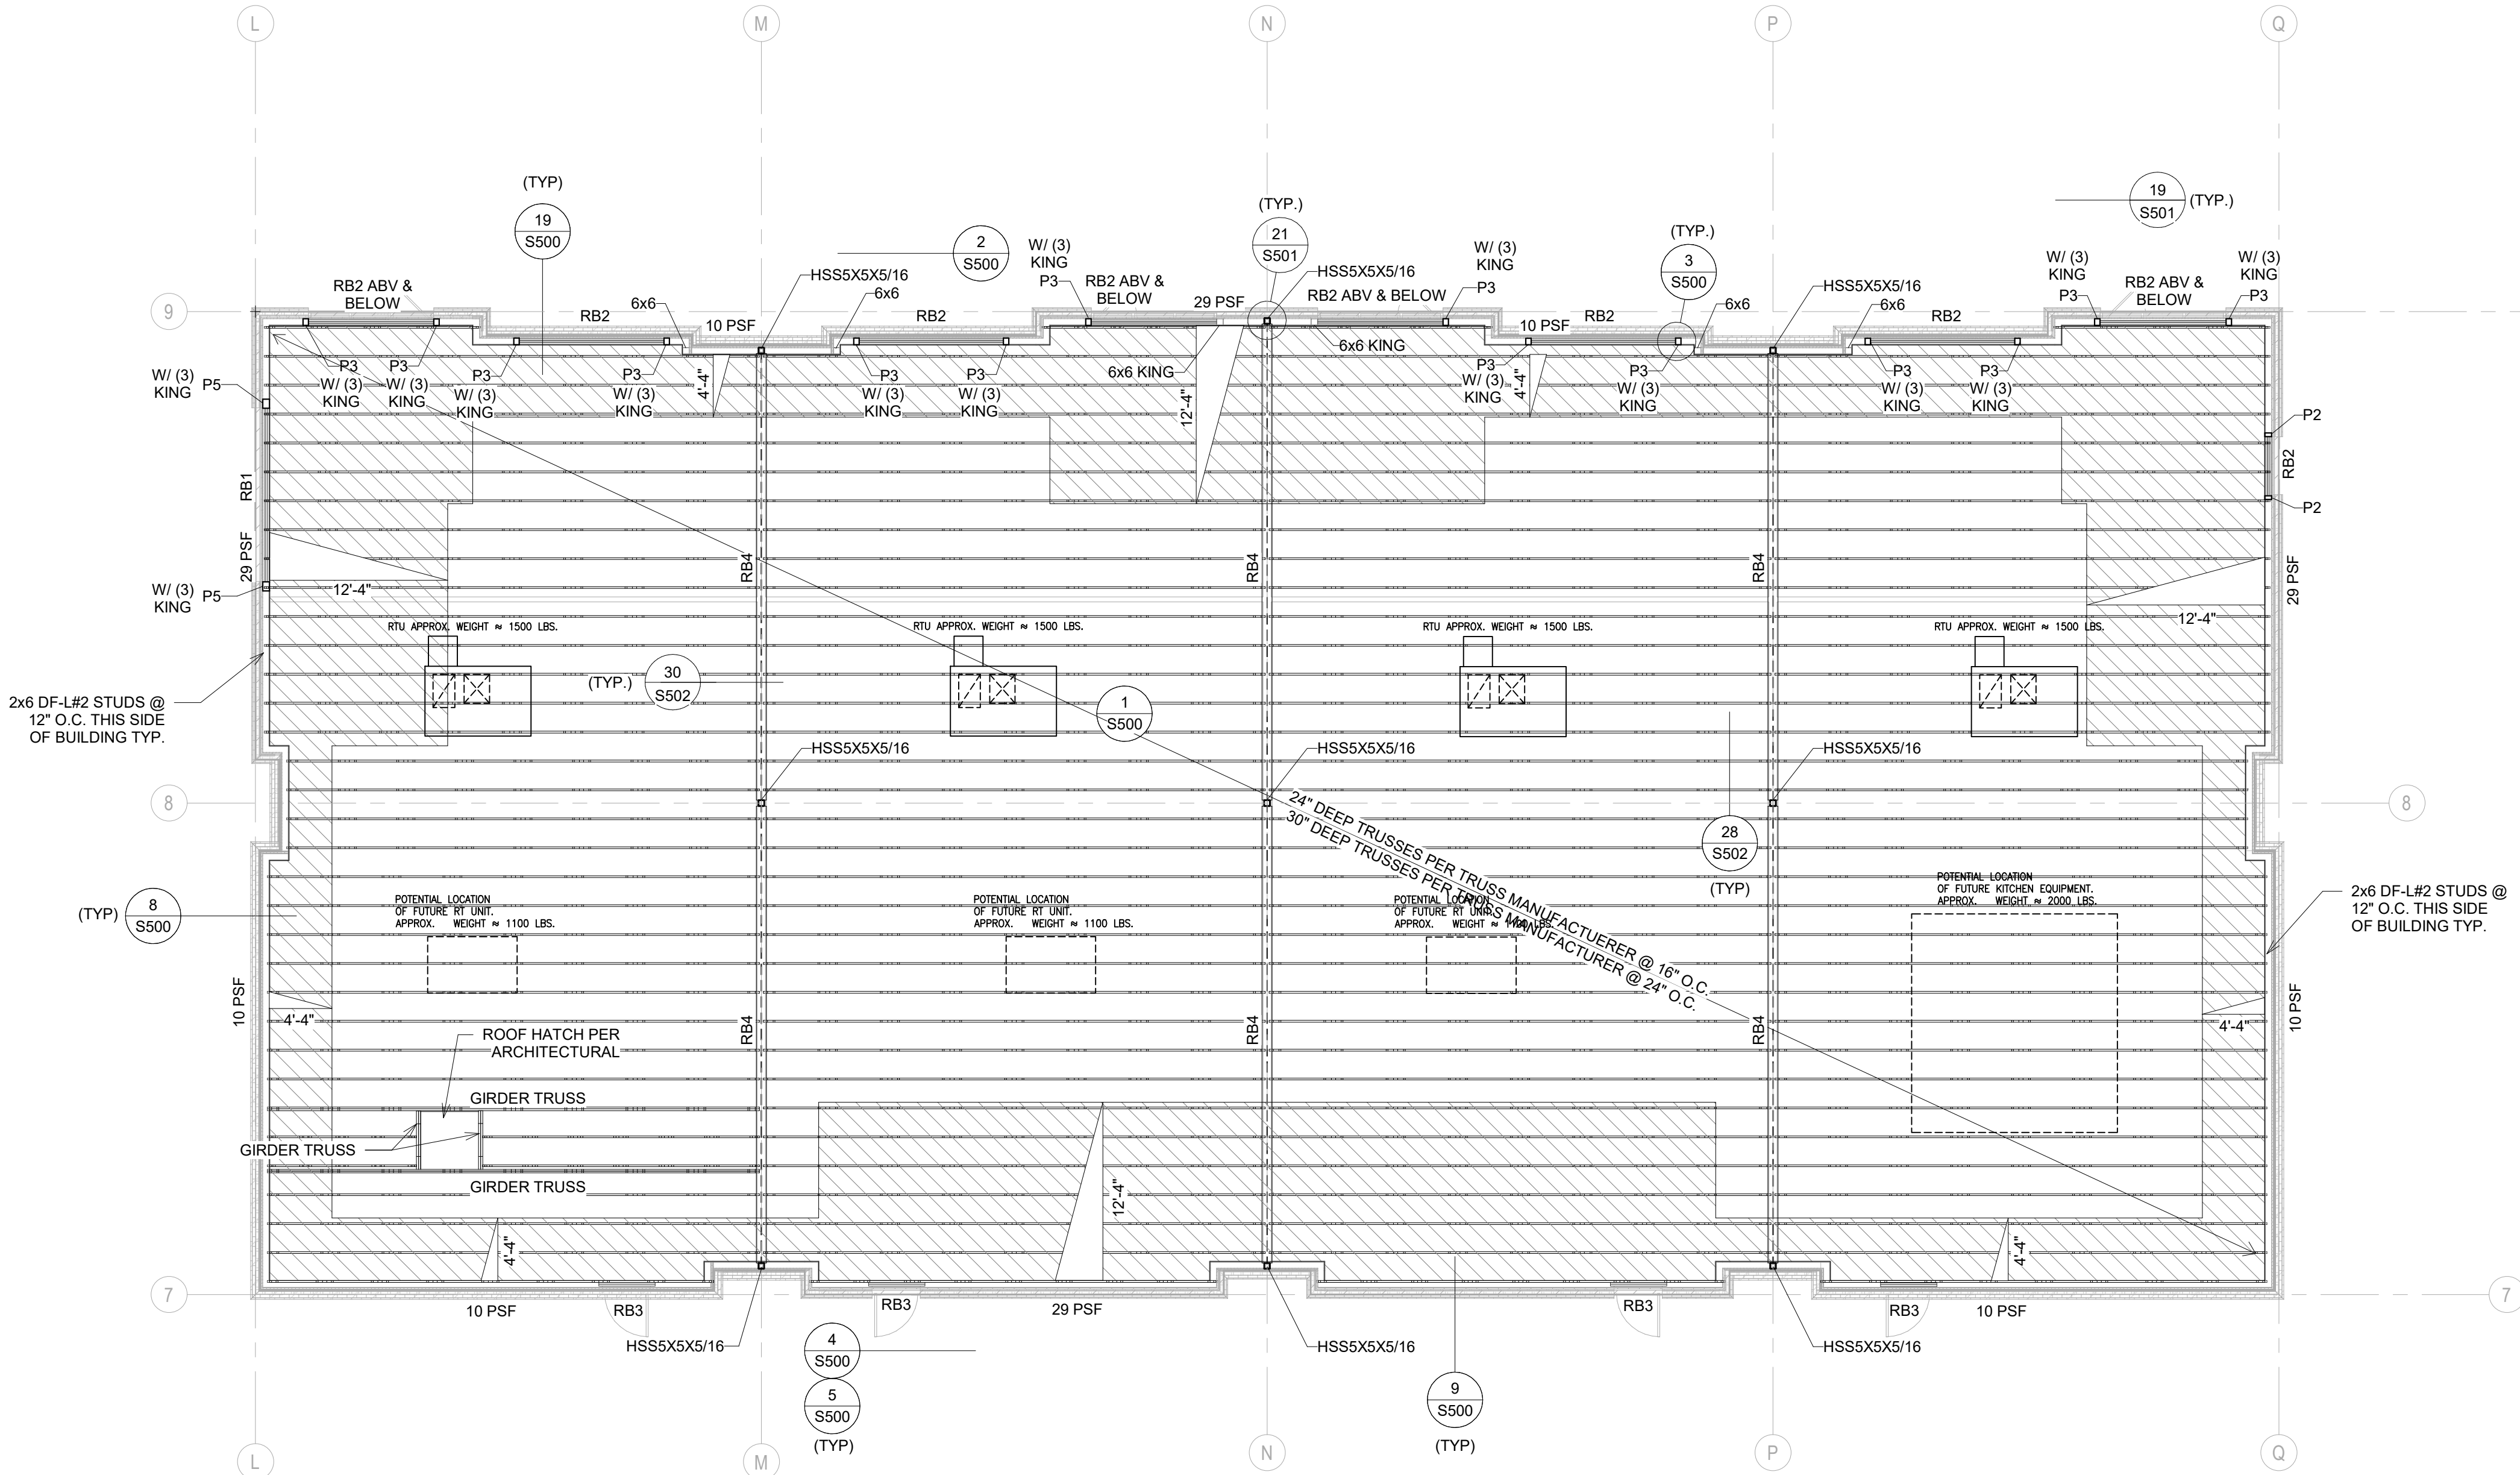 L
M
N
P
Q
(TYP)
19
S500
2
S500
(TYP.)
21
S501
(TYP.)
3
S500
19
S501
(TYP.)
9
RB2 ABV &
BELOW
RB2
6x6
10 PSF
HSS5X5X5/16
6x6
RB2
W/ (3)
KING
P3
RB2 ABV &
BELOW
29 PSF
HSS5X5X5/16
RB2 ABV & BELOW
W/ (3)
KING
P3
10 PSF
RB2
6x6
HSS5X5X5/16
6x6
RB2
W/ (3)
KING
P3
RB2 ABV &
BELOW
W/ (3)
KING
P3
W/ (3)
KING
P5
P3
W/ (3)
KING
P3
W/ (3)
KING
P3
W/ (3)
KING
P3
W/ (3)
KING
4'-4"
P3
W/ (3)
KING
P3
W/ (3)
KING
6x6 KING
12'-4"
6x6 KING
P3
W/ (3)
KING
4'-4"
P3
W/ (3)
KING
P3
W/ (3)
KING
P3
W/ (3)
KING
P2
RB2
P2
RB1
29 PSF
W/ (3)
KING
P5
12'-4"
RB4
RB4
RB4
29 PSF
12'-4"
RTU APPROX. WEIGHT ≈ 1500 LBS.
RTU APPROX. WEIGHT ≈ 1500 LBS.
RTU APPROX. WEIGHT ≈ 1500 LBS.
RTU APPROX. WEIGHT ≈ 1500 LBS.
2x6 DF-L#2 STUDS @
12" O.C. THIS SIDE
OF BUILDING TYP.
(TYP.)
30
S502
1
S500
HSS5X5X5/16
HSS5X5X5/16
HSS5X5X5/16
8
8
24" DEEP TRUSSES PER TRUSS MANUFACTUERER @ 16" O.C.
30" DEEP TRUSSES PER TRUSS MANUFACTURER @ 24" O.C.
28
S502
(TYP)
(TYP)
8
S500
POTENTIAL LOCATION
OF FUTURE RT UNIT.
APPROX. WEIGHT ≈ 1100 LBS.
POTENTIAL LOCATION
OF FUTURE RT UNIT.
APPROX. WEIGHT ≈ 1100 LBS.
POTENTIAL LOCATION
OF FUTURE RT UNIT.
APPROX. WEIGHT ≈ LBS.
POTENTIAL LOCATION
OF FUTURE KITCHEN EQUIPMENT.
APPROX. WEIGHT ≈ 2000 LBS.
2x6 DF-L#2 STUDS @
12" O.C. THIS SIDE
OF BUILDING TYP.
10 PSF
4'-4"
ROOF HATCH PER
ARCHITECTURAL
RB4
RB4
RB4
4'-4"
10 PSF
GIRDER TRUSS
GIRDER TRUSS
GIRDER TRUSS
12'-4"
4'-4"
4'-4"
7
7
10 PSF
RB3
RB3
29 PSF
RB3
RB3
10 PSF
HSS5X5X5/16
4
S500
HSS5X5X5/16
HSS5X5X5/16
5
S500
(TYP)
9
S500
(TYP)
L
M
N
P
Q